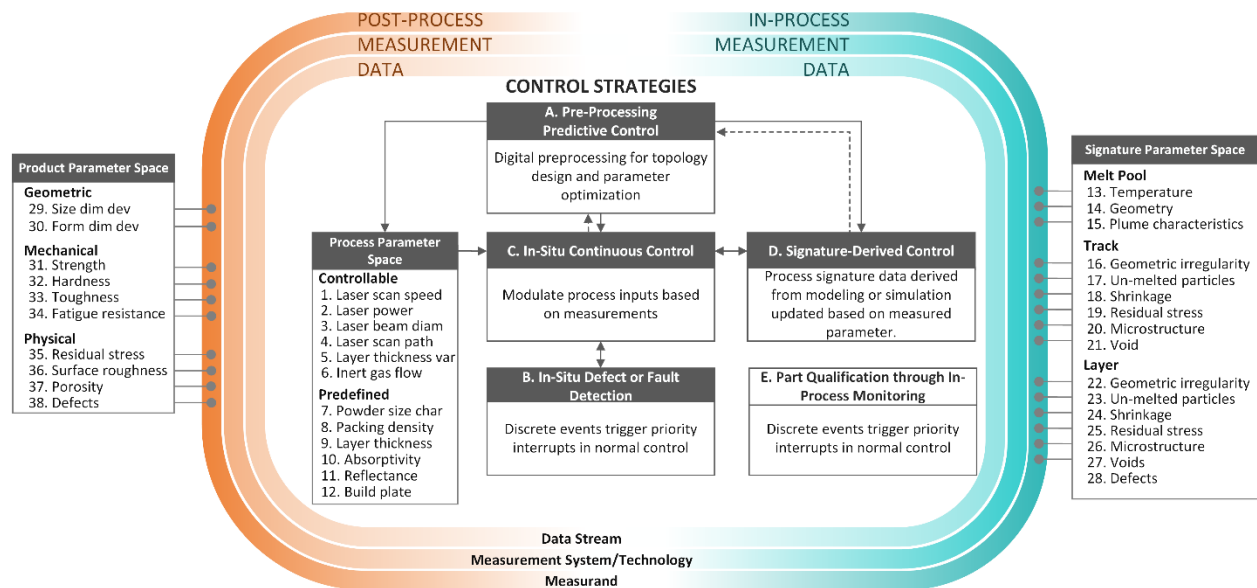 POST-PROCESS
MEASUREMENT
DATA
IN-PROCESS
MEASUREMENT
DATA
CONTROL STRATEGIES
A. Pre-Processing
Predictive Control
Digital preprocessing for topology
design and parameter
optimization
Product Parameter Space
Geometric
29. Size dim dev
30. Form dim dev
Mechanical
31. Strength
32. Hardness
33. Toughness
34. Fatigue resistance
Physical
35. Residual stress
36. Surface roughness
37. Porosity
38. Defects
Process Parameter
Space
Controllable
1. Laser scan speed
2. Laser power
3. Laser beam diam
4. Laser scan path
5. Layer thickness var
6. Inert gas flow
Predefined
7. Powder size char
8. Packing density
9. Layer thickness
10. Absorptivity
11. Reflectance
12. Build plate
C. In-Situ Continuous Control
Modulate process inputs based
on measurements
D. Signature-Derived Control
Process signature data derived
from modeling or simulation
updated based on measured
parameter.
B. In-Situ Defect or Fault
Detection
Discrete events trigger priority
interrupts in normal control
E. Part Qualification through In-
Process Monitoring
Discrete events trigger priority
interrupts in normal control
Signature Parameter Space
Melt Pool
13. Temperature
14. Geometry
15. Plume characteristics
Track
16. Geometric irregularity
17. Un-melted particles
18. Shrinkage
19. Residual stress
20. Microstructure
21. Void
Layer
22. Geometric irregularity
23. Un-melted particles
24. Shrinkage
25. Residual stress
26. Microstructure
27. Voids
28. Defects
Data Stream
Measurement System/Technology
Measurand